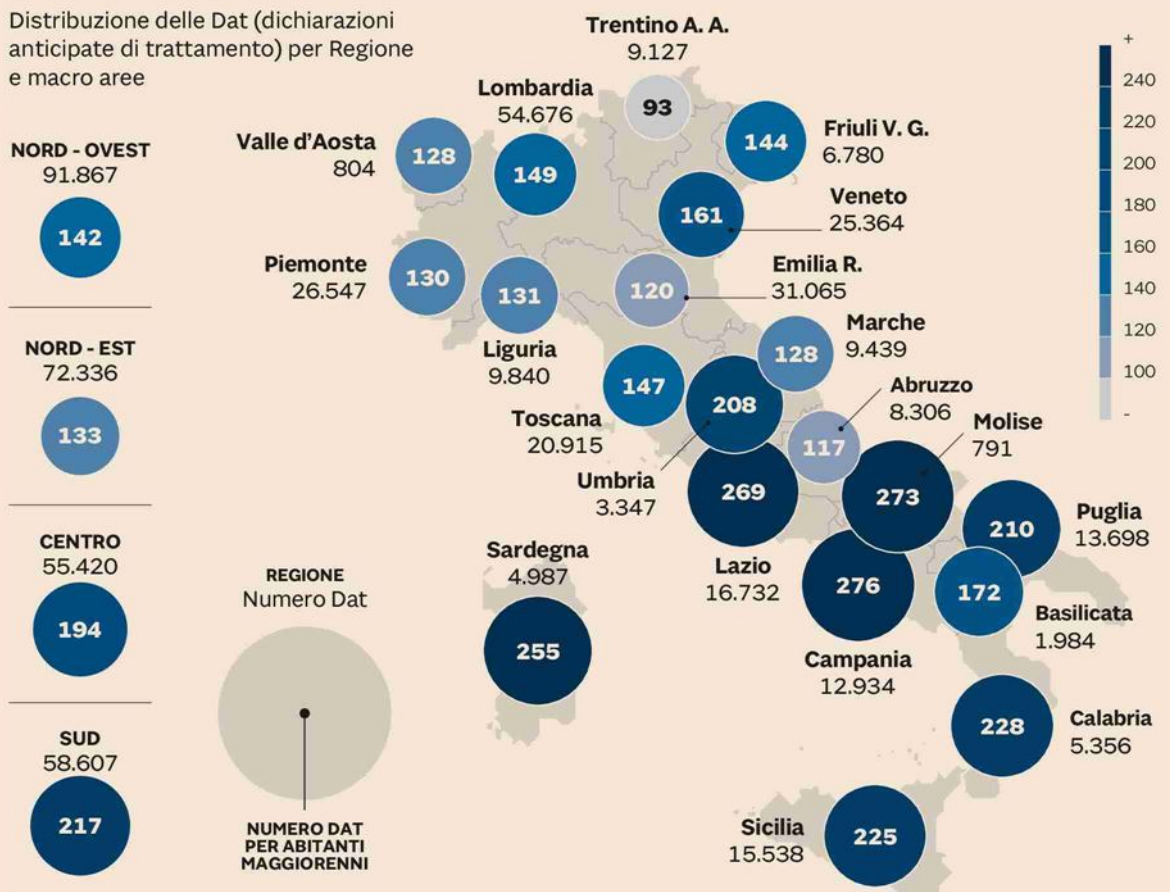 Distribuzione delle Dat (dichiarazioni
anticipate di trattamento) per Regione
e macro aree
NORD - OVEST
91.867
142
NORD - EST
72.336
133
CENTRO
55.420
194
SUD
58.607
217
REGIONE
Numero Dat
NUMERO DAT
PER ABITANTI
MAGGIORENNI
Trentino A. A.
9.127
93
Lombardia
54.676
149
Valle d'Aosta
804
128
Friuli V. G.
6.780
144
Veneto
25.364
161
Piemonte
26.547
130
Liguria
9.840
131
Emilia R.
31.065
120
Marche
9.439
128
Toscana
20.915
147
Umbria
3.347
208
Abruzzo
8.306
117
Molise
791
273
Lazio
16.732
269
Puglia
13.698
210
Campania
12.934
276
Basilicata
1.984
172
Sardegna
4.987
255
Calabria
5.356
228
Sicilia
15.538
225
+
240
220
200
180
160
140
120
100
-